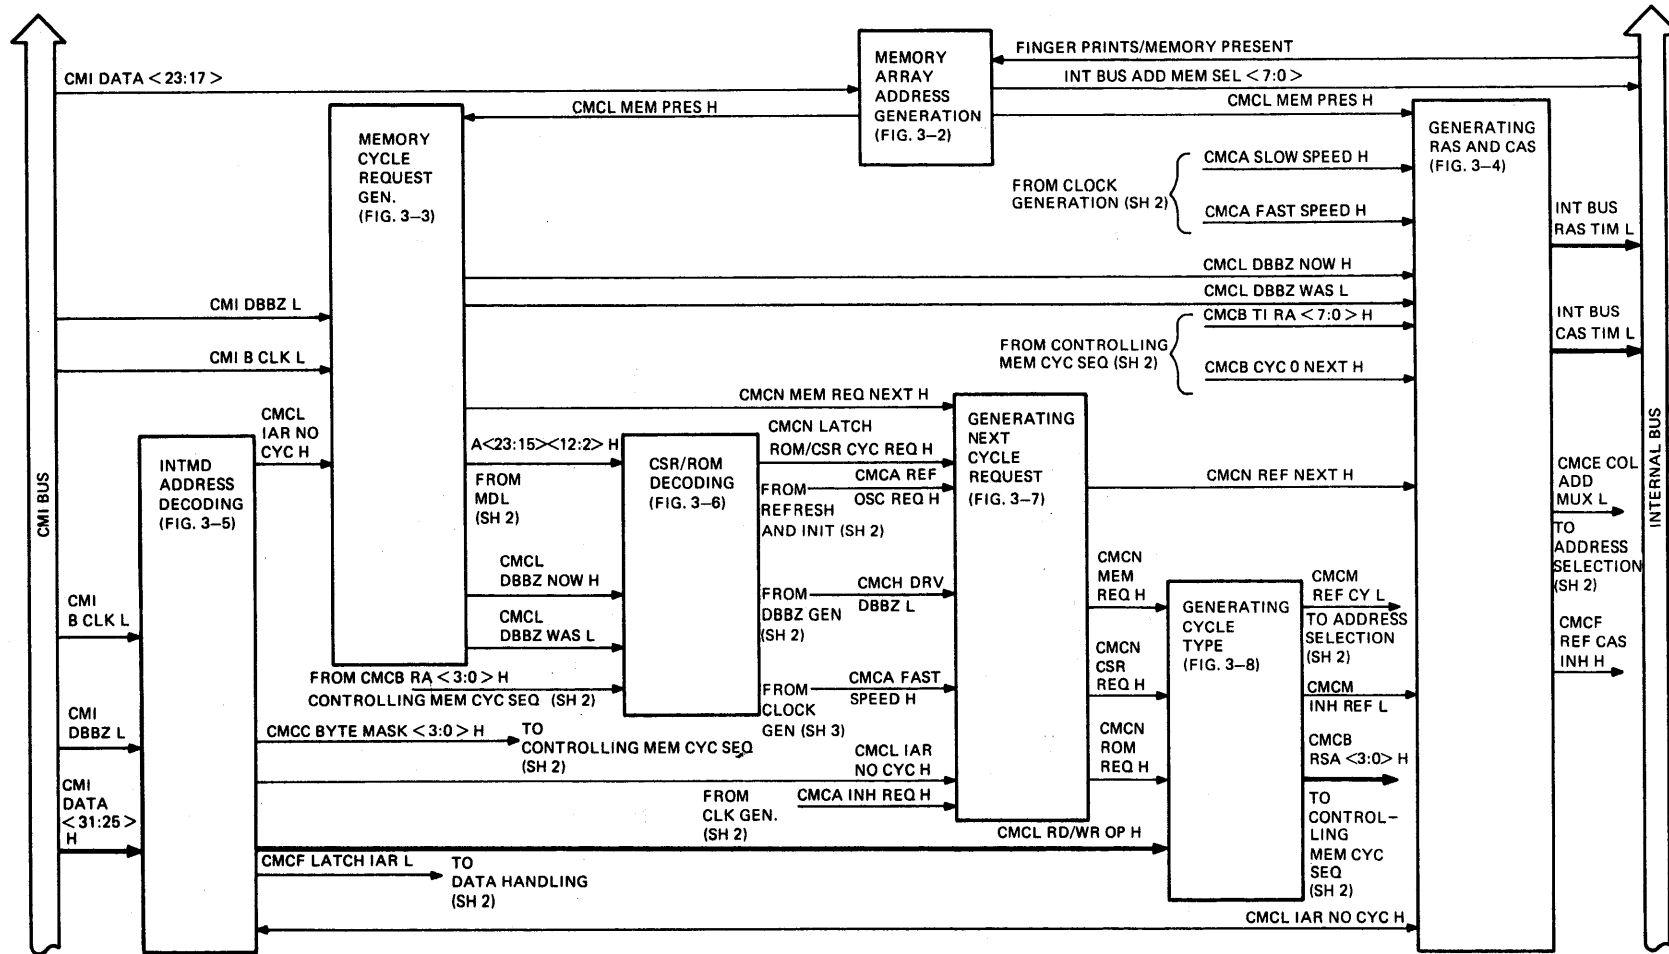 CMI BUS
CMI DATA <23:17>
MEMORY
ARRAY
ADDRESS
GENERATION
(FIG. 3-2)
FINGER PRINTS/MEMORY PRESENT
INT BUS ADD MEM SEL <7:0>
CMCL MEM PRES H
CMCL MEM PRES H
MEMORY
CYCLE
REQUEST
GEN.
(FIG. 3-3)
GENERATING
RAS AND CAS
(FIG. 3-4)
FROM CLOCK
GENERATION (SH 2)
CMCA SLOW SPEED H
CMCA FAST SPEED H
INT BUS
RAS TIM L
CMCL DBBZ NOW H
CMCL DBBZ WAS L
CMI DBBZ L
CMI B CLK L
FROM CONTROLLING
MEM CYC SEQ (SH 2)
CMCB TI RA <7:0> H
CMCB CYC 0 NEXT H
INT BUS
CAS TIM L
INTERNAL BUS
CMCL
IAR NO
CYC H
INTMD
ADDRESS
DECODING
(FIG. 3-5)
CMCN MEM REQ NEXT H
A<23:15><12:2> H
FROM
MDL
(SH 2)
CSR/ROM
DECODING
(FIG. 3-6)
CMCN LATCH
ROM/CSR CYC REQ H
FROM
REFRESH
AND INIT (SH 2)
CMCA REF
OSC REQ H
GENERATING
NEXT
CYCLE
REQUEST
(FIG. 3-7)
CMCN REF NEXT H
CMCE COL
ADD
MUX L
TO
ADDRESS
SELECTION
(SH 2)
CMCL
DBBZ NOW H
CMCL
DBBZ WAS L
FROM
DBBZ GEN
(SH 2)
CMCH DRV
DBBZ L
CMCN
MEM
REQ H
GENERATING
CYCLE
TYPE
(FIG. 3-8)
CMCM
REF CY L
TO ADDRESS
SELECTION
(SH 2)
CMCF
REF CAS
INH H
CMI
B CLK L
FROM CMCB RA <3:0> H
CONTROLLING MEM CYC SEQ (SH 2)
FROM
CLOCK
GEN (SH 3)
CMCA FAST
SPEED H
CMCN
CSR
REQ H
CMCM
INH REF L
CMI
DBBZ L
CMCC BYTE MASK <3:0> H
TO
CONTROLLING MEM CYC SEQ
(SH 2)
CMCL IAR
NO CYC H
CMCN
ROM
REQ H
CMCB
RSA <3:0> H
TO
CONTROL-
LING
MEM CYC
SEQ
(SH 2)
CMI
DATA
<31:25>
H
FROM
CLK GEN.
(SH 2)
CMCA INH REQ H
CMCL RD/WR OP H
CMCF LATCH IAR L
TO
DATA HANDLING
(SH 2)
CMCL IAR NO CYC H